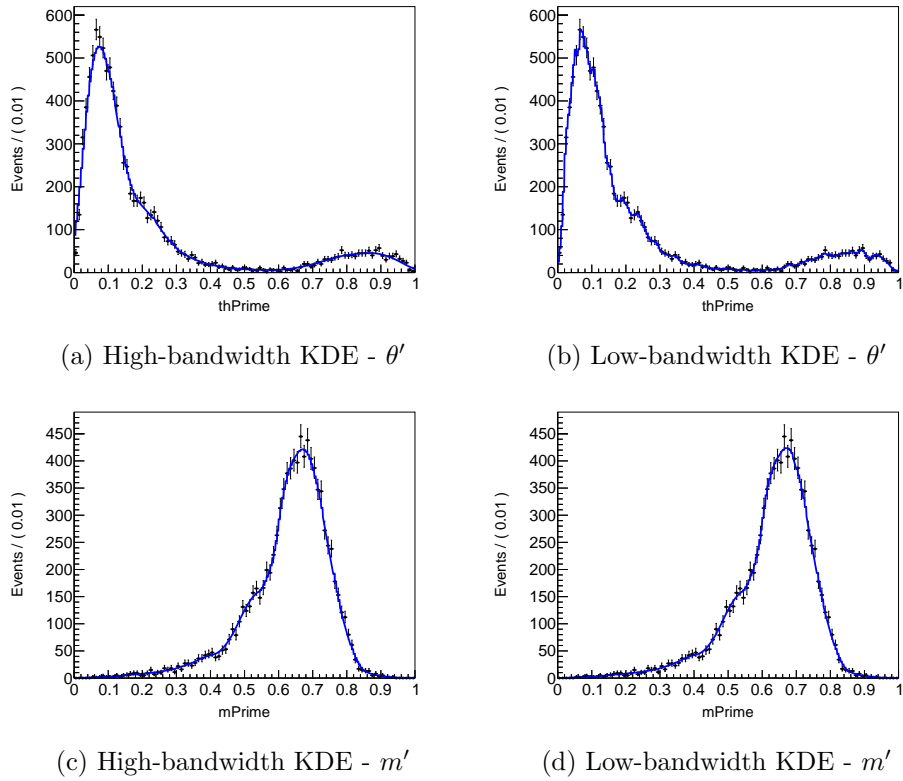 600
500
400
300
200
100
0
Events / ( 0.01 )
0 0.1 0.2 0.3 0.4 0.5 0.6 0.7 0.8 0.9 1
thPrime
(a) High-bandwidth KDE - θ′
600
500
400
300
200
100
0
Events / ( 0.01 )
0 0.1 0.2 0.3 0.4 0.5 0.6 0.7 0.8 0.9 1
thPrime
(b) Low-bandwidth KDE - θ′
450
400
350
300
250
200
150
100
50
0
Events / ( 0.01 )
0 0.1 0.2 0.3 0.4 0.5 0.6 0.7 0.8 0.9 1
mPrime
(c) High-bandwidth KDE - m′
450
400
350
300
250
200
150
100
50
0
Events / ( 0.01 )
0 0.1 0.2 0.3 0.4 0.5 0.6 0.7 0.8 0.9 1
mPrime
(d) Low-bandwidth KDE - m′